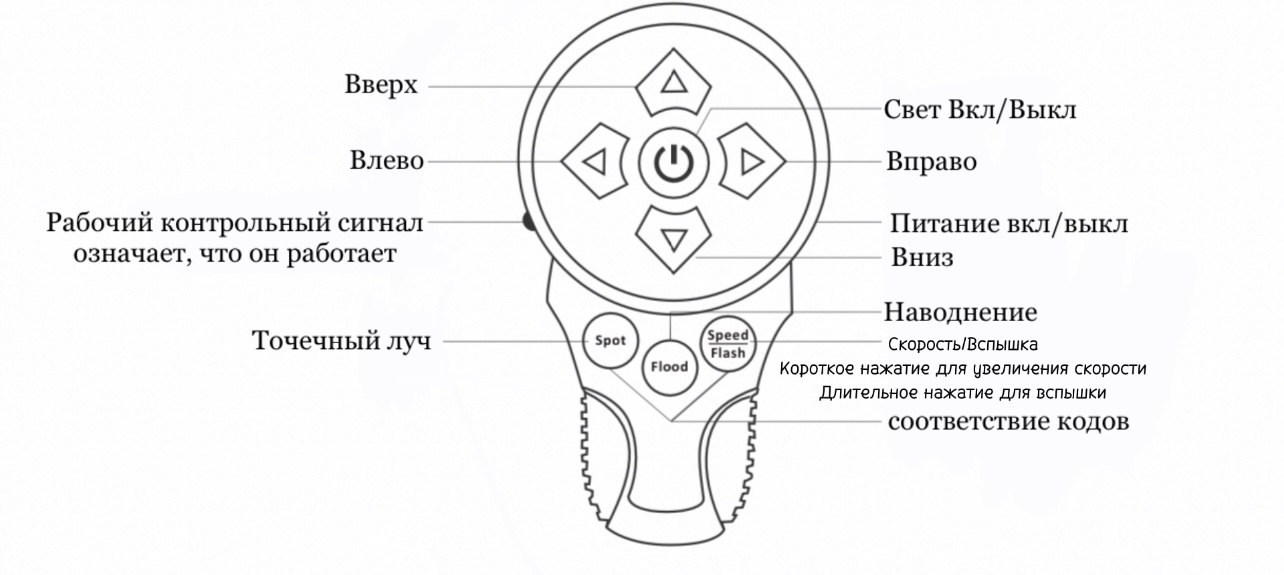 Вверх
Свет Вкл/Выкл
Влево
Вправо
Рабочий контрольный сигнал
означает, что он работает
Питание вкл/выкл
Вниз
Наводнение
Точечный луч
Spot
Flood
Speed
Flash
Скорость/Вспышка
Короткое нажатие для увеличения скорости
Длительное нажатие для вспышки
соответствие кодов